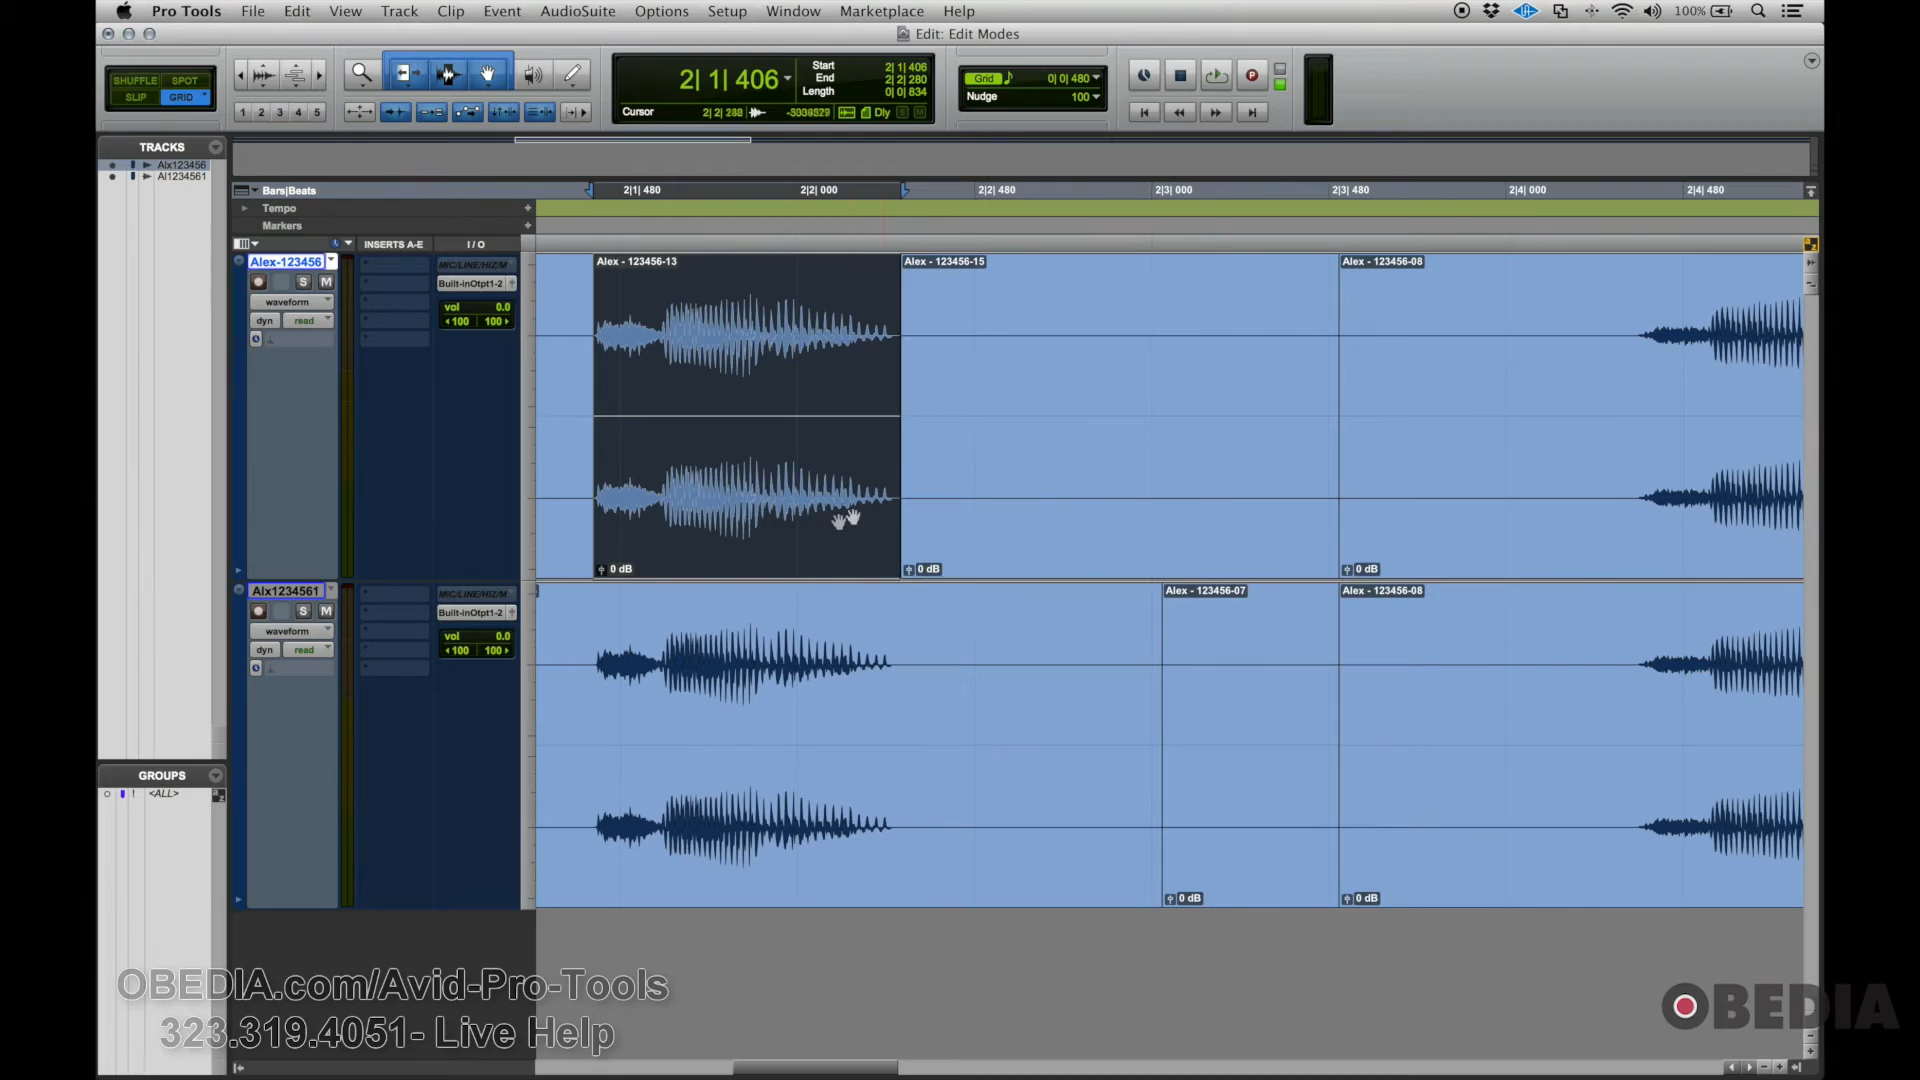 Pro Tools File Edit View Track Clip Event AudioSuite Options Setup Window Marketplace Help 100%
Edit: Edit Modes
SHUFFLE SPOT
SLIP GRID
1 2 3 4 5
2| 1| 406
Start 2| 1| 406
End 2| 2| 280
Length 0| 0| 834
Cursor 2| 2| 288 -5339529 Dly
Grid 0| 0| 480
Nudge 100
TRACKS
Alx123456
Al1234561
GROUPS
! <ALL>
Bars|Beats 2|1| 480 2|2| 000 2|2| 480 2|3| 000 2|3| 480 2|4| 000 2|4| 480
Tempo
Markers
INSERTS A-E I / O
Alex-123456
S M
waveform
dyn read
MIC/LINE/HIZ/M
Built-inOtpt1-2
vol 0.0
100 100
Alex - 123456-13 Alex - 123456-15 Alex - 123456-08
0 dB 0 dB 0 dB
Alx1234561
S M
waveform
dyn read
MIC/LINE/HIZ/M
Built-inOtpt1-2
vol 0.0
100 100
Alex - 123456-07 Alex - 123456-08
0 dB 0 dB
OBEDIA.com/Avid-Pro-Tools
323.319.4051- Live Help
OBEDIA